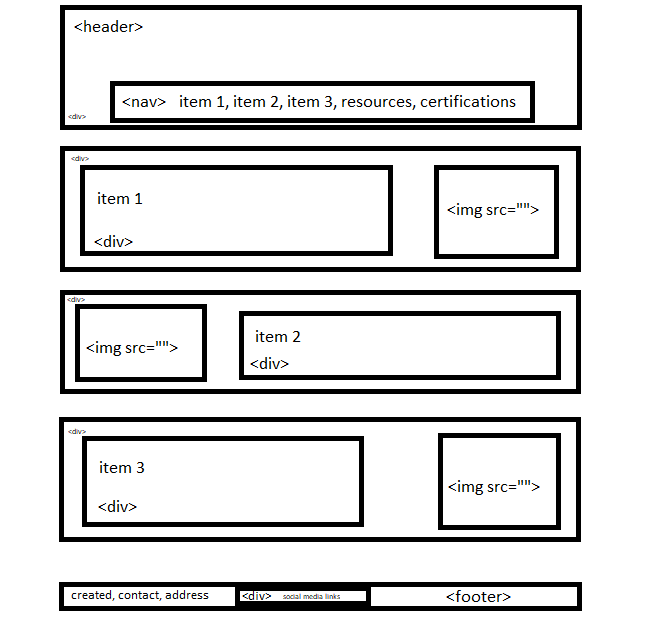 <header>
<nav> item 1, item 2, item 3, resources, certifications
<div>
<div>
item 1
<div>
<img src="">
<div>
<img src="">
item 2
<div>
<div>
item 3
<div>
<img src="">
created, contact, address
<div> social media links
<footer>